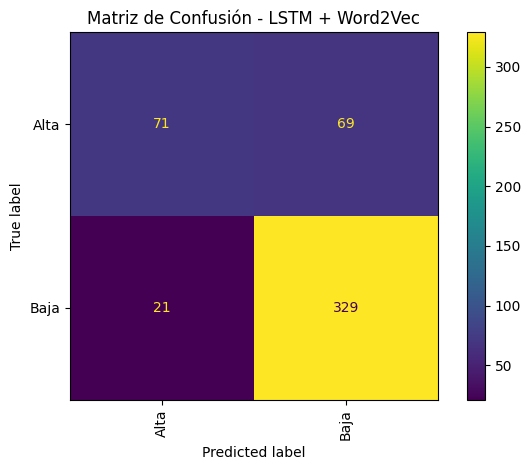 Matriz de Confusión - LSTM + Word2Vec
Alta
71
69
Baja
21
329
Alta
Baja
True label
Predicted label
300
250
200
150
100
50